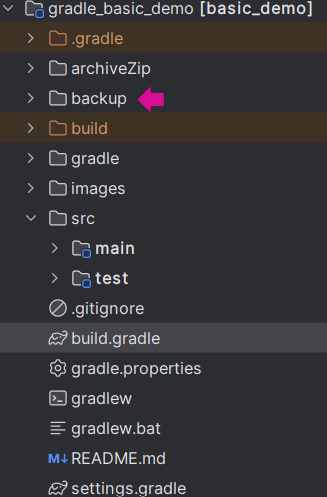 gradle_basic_demo [basic_demo]
.gradle
archiveZip
backup
build
gradle
images
src
main
test
.gitignore
build.gradle
gradle.properties
gradlew
gradlew.bat
M↓ README.md
settings.gradle